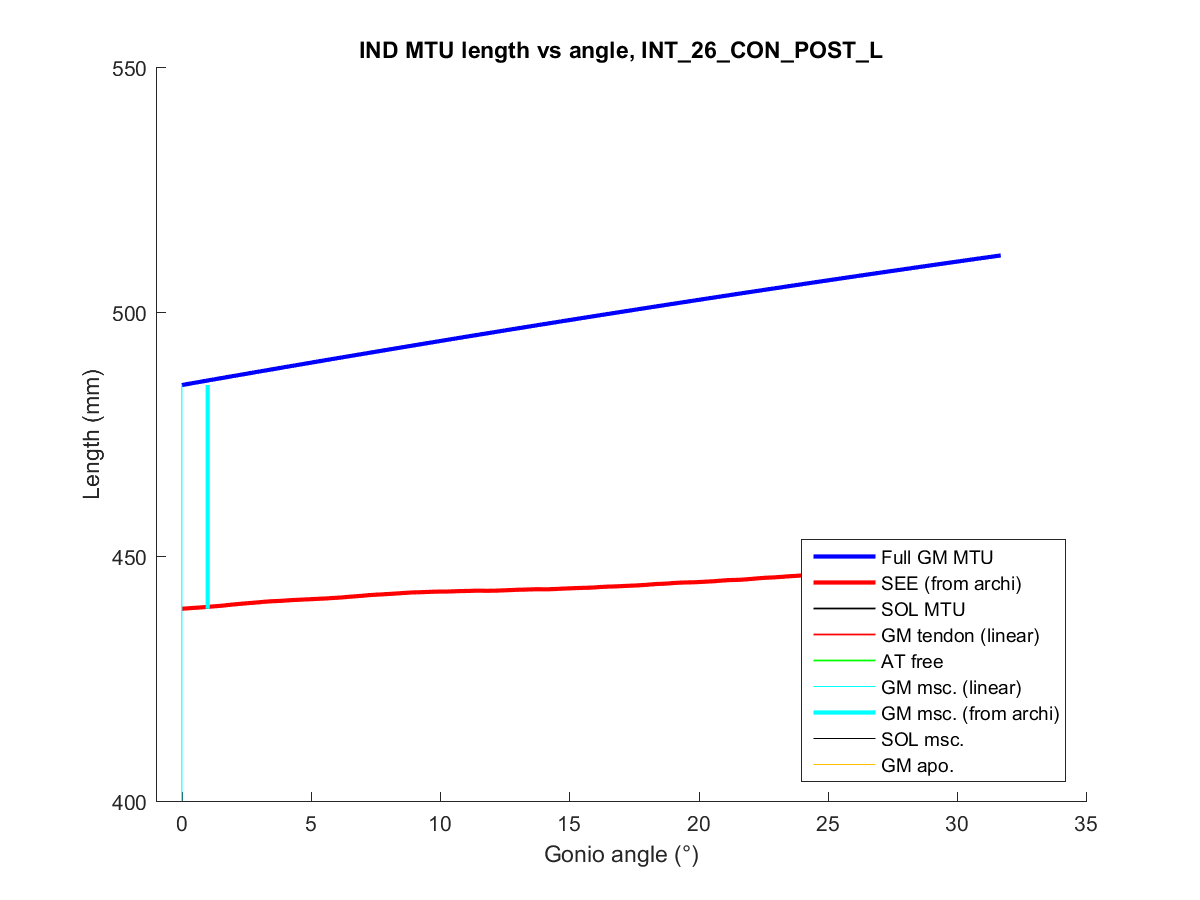 IND MTU length vs angle, INT_26_CON_POST_L
550
500
450
400
Length (mm)
0 5 10 15 20 25 30 35
Gonio angle (°)
Full GM MTU
SEE (from archi)
SOL MTU
GM tendon (linear)
AT free
GM msc. (linear)
GM msc. (from archi)
SOL msc.
GM apo.